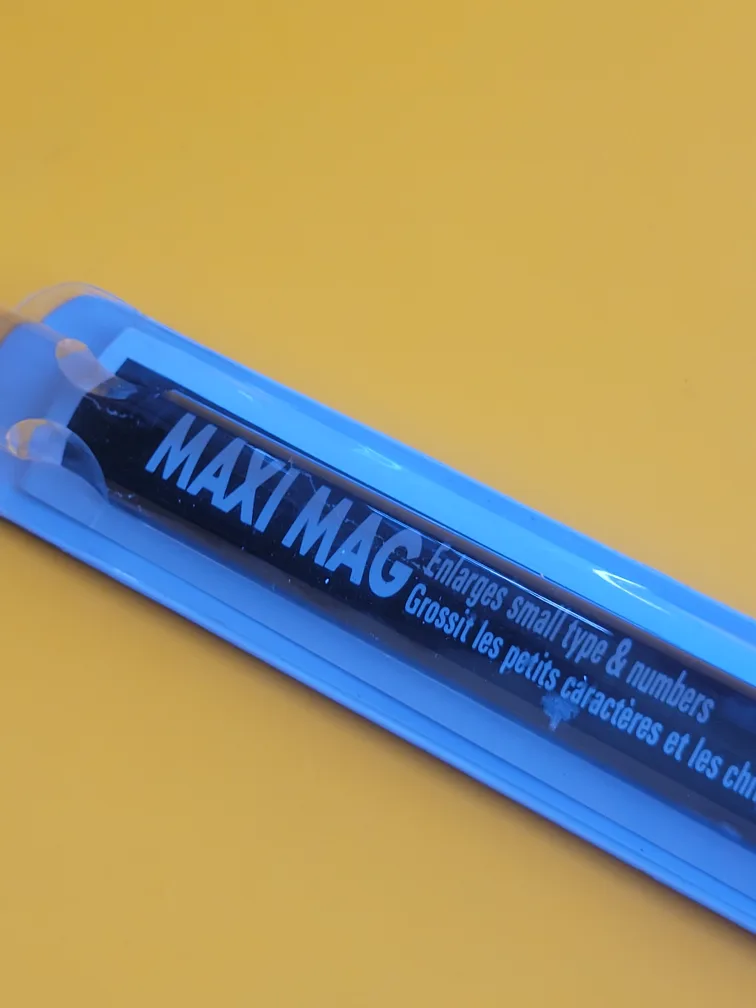 MAXI MAG
Enlarges small type & numbers
Grossit les petits caractères et les